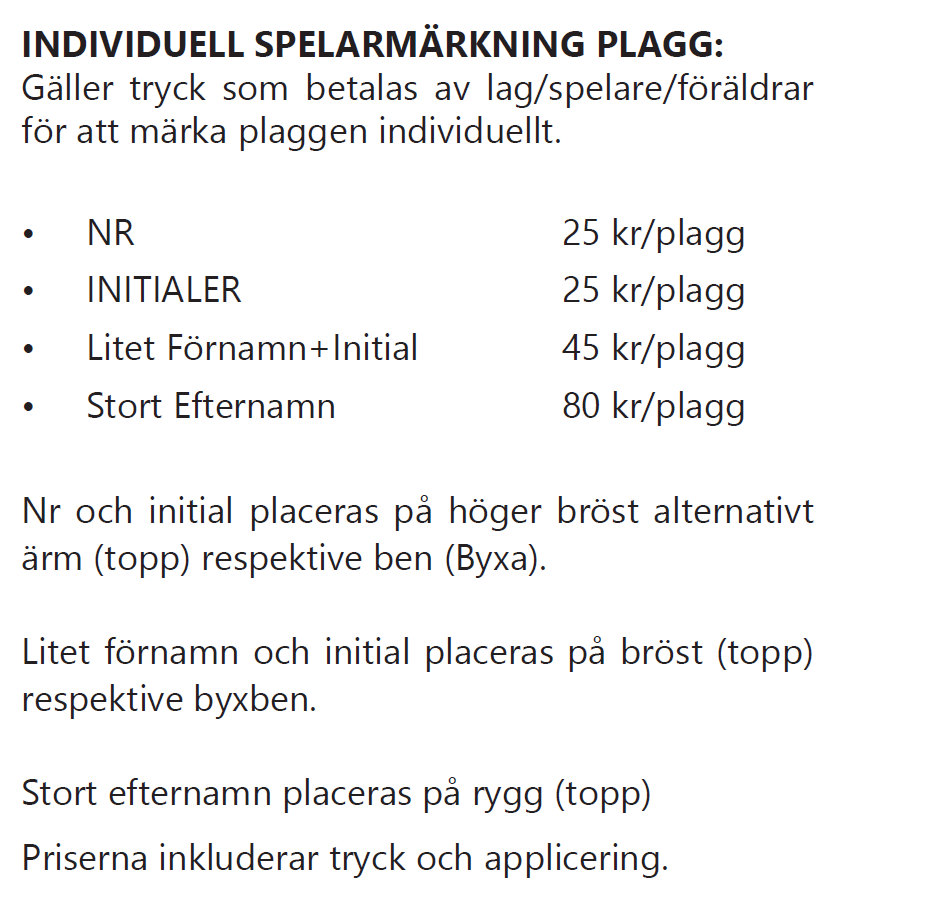 INDIVIDUELL SPELARMÄRKNING PLAGG:
Gäller tryck som betalas av lag/spelare/föräldrar
för att märka plaggen individuellt.
• NR 25 kr/plagg
• INITIALER 25 kr/plagg
• Litet Förnamn+Initial 45 kr/plagg
• Stort Efternamn 80 kr/plagg
Nr och initial placeras på höger bröst alternativt
ärm (topp) respektive ben (Byxa).
Litet förnamn och initial placeras på bröst (topp)
respektive byxben.
Stort efternamn placeras på rygg (topp)
Priserna inkluderar tryck och applicering.